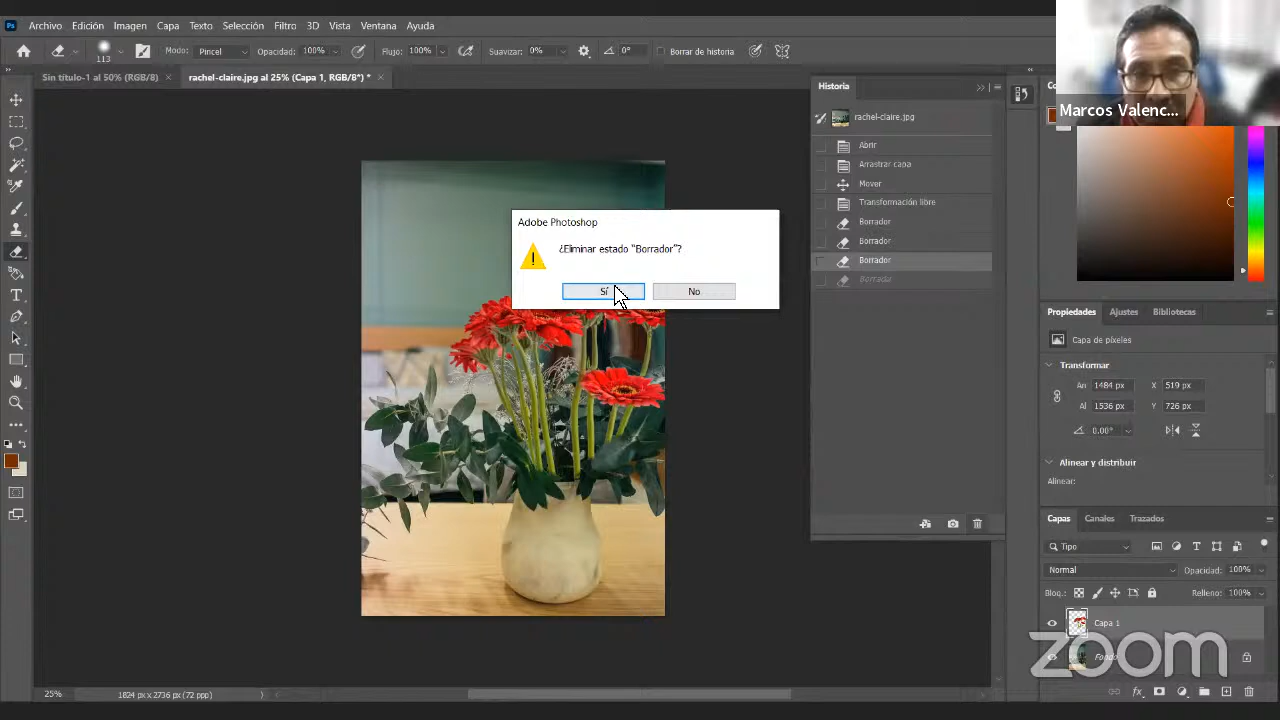 Ps Archivo Edición Imagen Capa Texto Selección Filtro 3D Vista Ventana Ayuda
113 Modo: Pincel Opacidad: 100% Flujo: 100% Suavizar: 0% 0° Borrar de historia
Sin título-1 al 50% (RGB/8) × rachel-claire.jpg al 25% (Capa 1, RGB/8*) * ×
Marcos Valenc...
Historia
rachel-claire.jpg
Abrir
Arrastrar capa
Mover
Transformación libre
Borrador
Borrador
Borrador
Borrador
Adobe Photoshop
¿Eliminar estado "Borrador"?
Sí No
Propiedades Ajustes Bibliotecas
Capa de píxeles
Transformar
An 1484 px X 519 px
Al 1536 px Y 726 px
0.00°
Alinear y distribuir
Alinear:
Capas Canales Trazados
Tipo
Normal Opacidad: 100%
Bloq.: Relleno: 100%
Capa 1
Fondo
zoom
25% 1824 px x 2736 px (72 ppp)